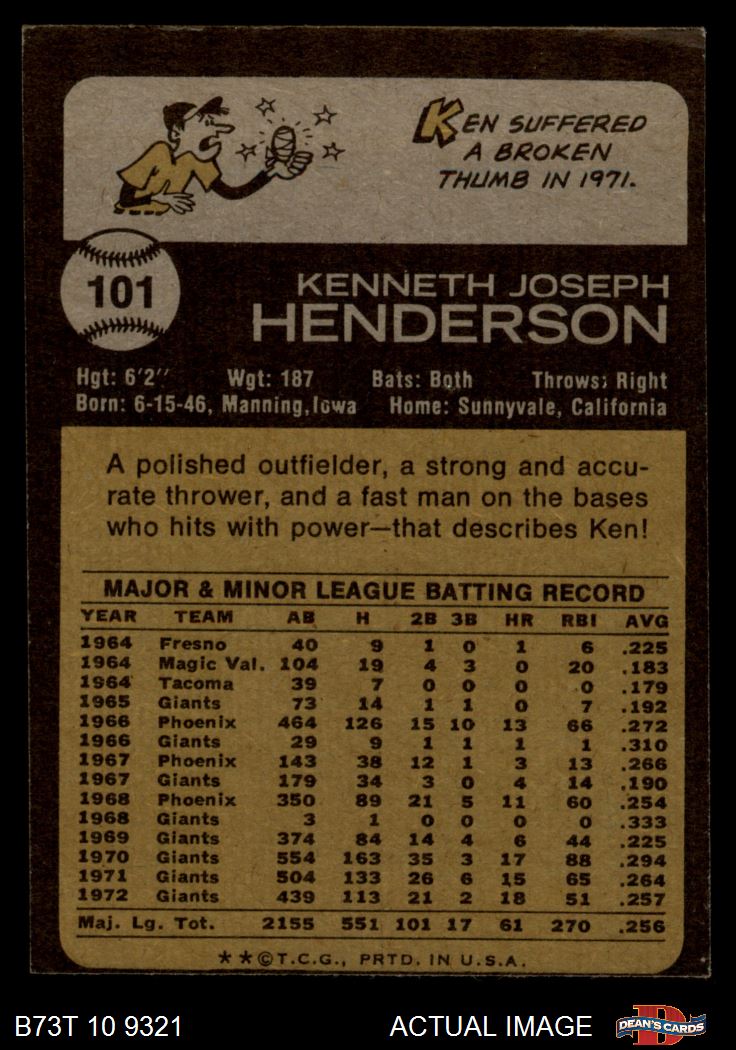 KEN SUFFERED
A BROKEN
THUMB IN 1971.
101
KENNETH JOSEPH
HENDERSON
Hgt: 6'2" Wgt: 187 Bats: Both Throws: Right
Born: 6-15-46, Manning, Iowa Home: Sunnyvale, California
A polished outfielder, a strong and accu-
rate thrower, and a fast man on the bases
who hits with power—that describes Ken!
MAJOR & MINOR LEAGUE BATTING RECORD
YEAR TEAM AB H 2B 3B HR RBI AVG
1964 Fresno 40 9 1 0 1 6 .225
1964 Magic Val. 104 19 4 3 0 20 .183
1964 Tacoma 39 7 0 0 0 0 .179
1965 Giants 73 14 1 1 0 7 .192
1966 Phoenix 464 126 15 10 13 66 .272
1966 Giants 29 9 1 1 1 1 .310
1967 Phoenix 143 38 12 1 3 13 .266
1967 Giants 179 34 3 0 4 14 .190
1968 Phoenix 350 89 21 5 11 60 .254
1968 Giants 3 1 0 0 0 0 .333
1969 Giants 374 84 14 4 6 44 .225
1970 Giants 554 163 35 3 17 88 .294
1971 Giants 504 133 26 6 15 65 .264
1972 Giants 439 113 21 2 18 51 .257
Maj. Lg. Tot. 2155 551 101 17 61 270 .256
★★©T.C.G., PRTD. IN U.S.A.
B73T 10 9321 ACTUAL IMAGE D DEAN'S CARDS